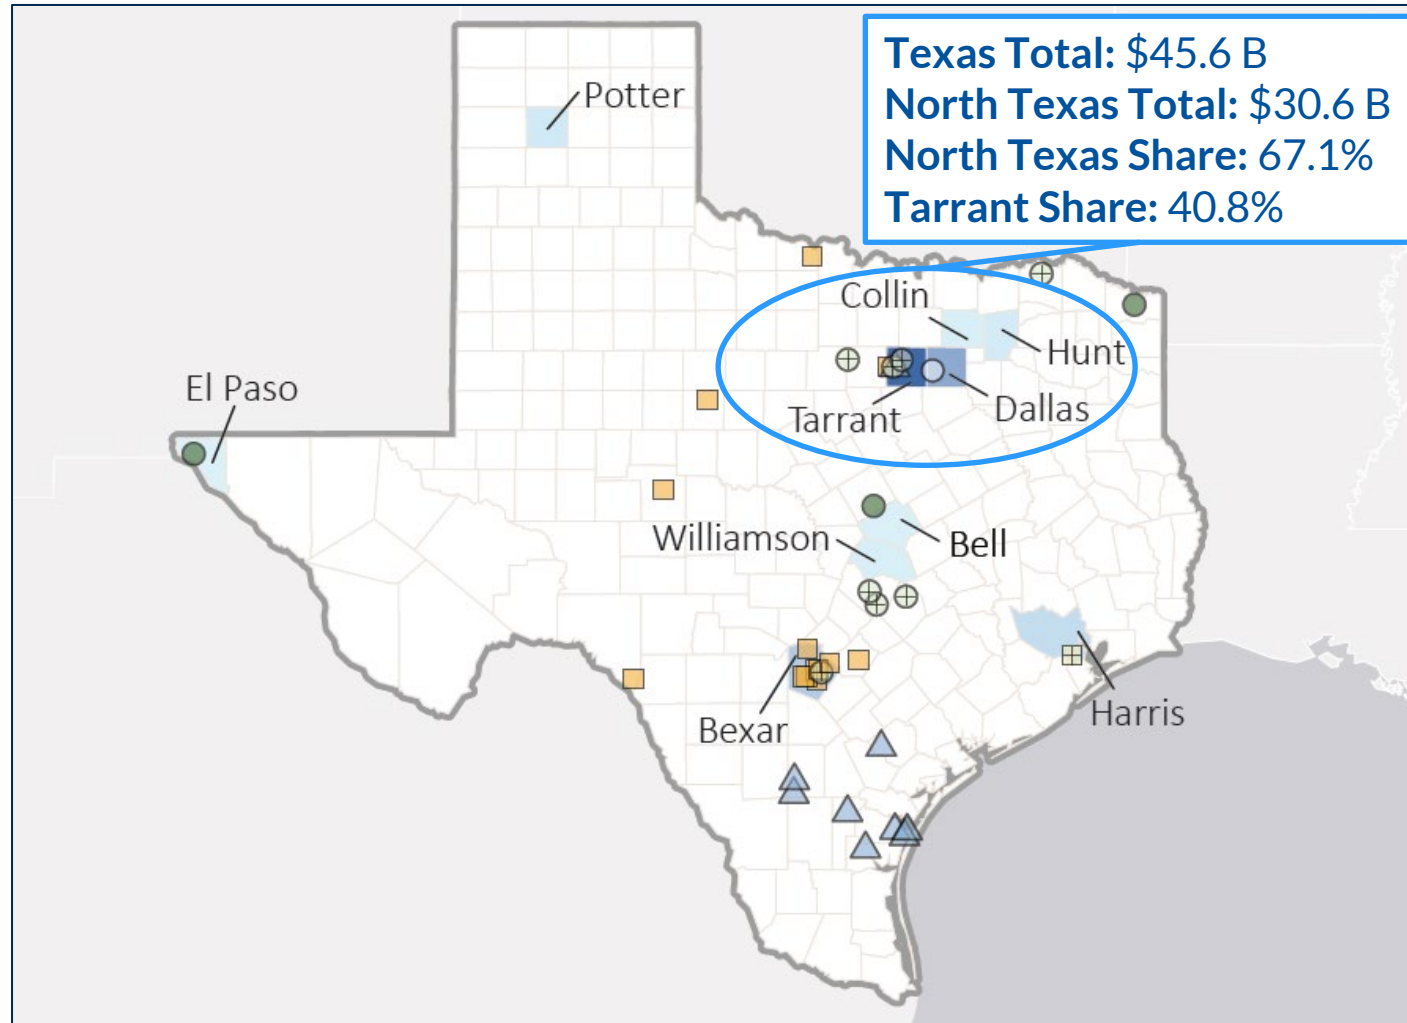 Texas Total: $45.6 B
North Texas Total: $30.6 B
North Texas Share: 67.1%
Tarrant Share: 40.8%
Potter
Collin
Hunt
El Paso
Tarrant
Dallas
Williamson
Bell
Bexar
Harris